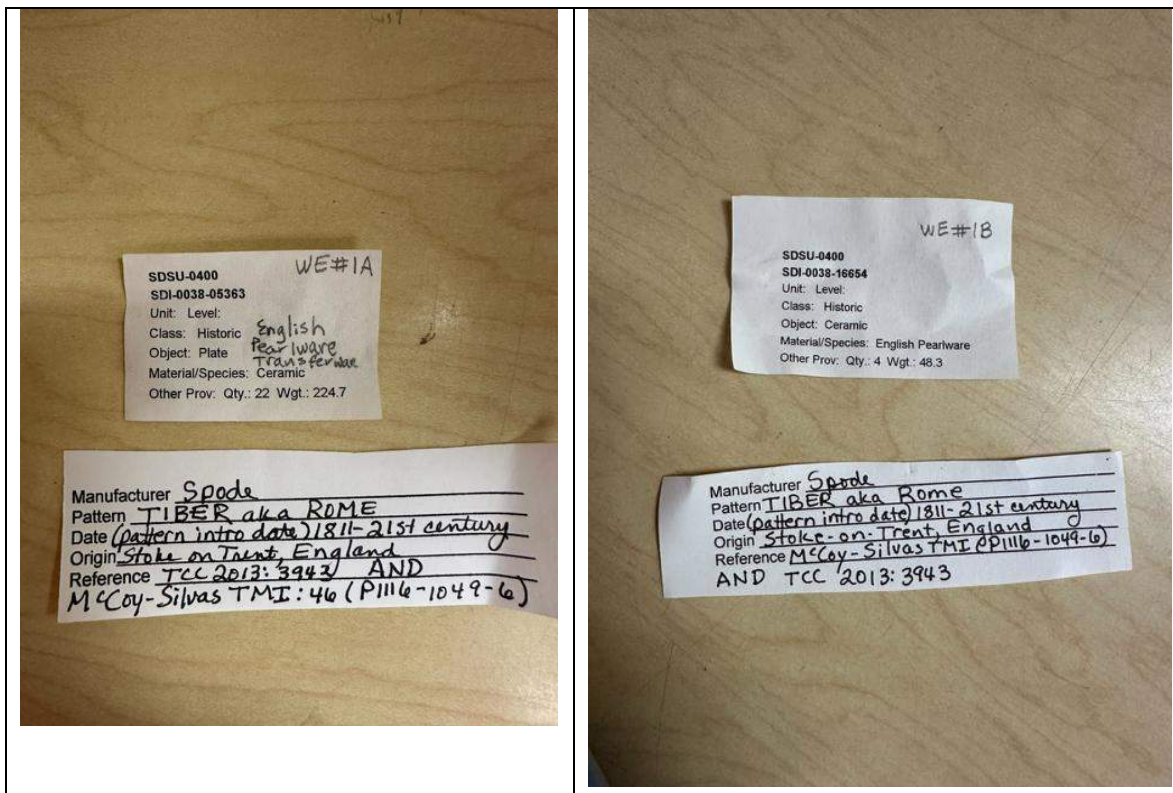 WE#1A
SDSU-0400
SDI-0038-05363
Unit: Level:
Class: Historic English
Pearlware
Object: Plate Transferware
Material/Species: Ceramic
Other Prov: Qty.: 22 Wgt.: 224.7
Manufacturer Spode
Pattern TIBER aka ROME
Date (pattern intro date) 1811-21st century
Origin Stoke on Trent, England
Reference TCC 2013: 3943 AND
McCoy-Silvas TMI: 46 (P1116-1049-6)
WE#1B
SDSU-0400
SDI-0038-16654
Unit: Level:
Class: Historic
Object: Ceramic
Material/Species: English Pearlware
Other Prov: Qty.: 4 Wgt.: 48.3
Manufacturer Spode
Pattern TIBER aka Rome
Date (pattern intro date) 1811-21st century
Origin Stoke-on-Trent, England
Reference McCoy-Silvas TMI (P1116-1049-6)
AND TCC 2013: 3943